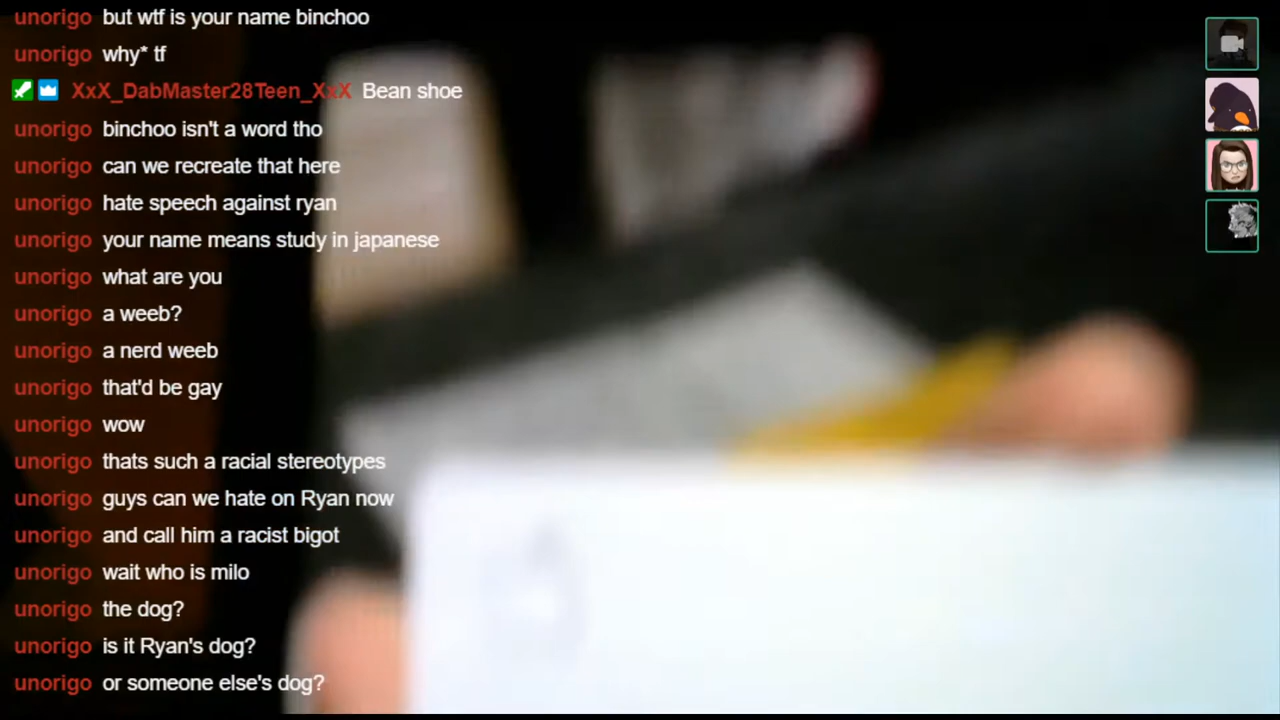 unorigo but wtf is your name binchoo
unorigo why* tf
XxX_DabMaster28Teen_XxX Bean shoe
unorigo binchoo isn't a word tho
unorigo can we recreate that here
unorigo hate speech against ryan
unorigo your name means study in japanese
unorigo what are you
unorigo a weeb?
unorigo a nerd weeb
unorigo that'd be gay
unorigo wow
unorigo thats such a racial stereotypes
unorigo guys can we hate on Ryan now
unorigo and call him a racist bigot
unorigo wait who is milo
unorigo the dog?
unorigo is it Ryan's dog?
unorigo or someone else's dog?